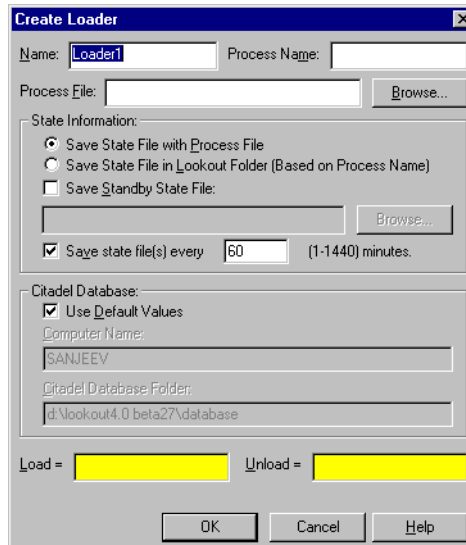 Create Loader
Name: Loader1 Process Name:
Process File: Browse...
State Information:
Save State File with Process File
Save State File in Lookout Folder (Based on Process Name)
Save Standby State File:
Browse...
Save state file(s) every 60 (1-1440) minutes.
Citadel Database:
Use Default Values
Computer Name:
SANJEEV
Citadel Database Folder:
d:\lookout4.0 beta27\database
Load = Unload =
OK Cancel Help